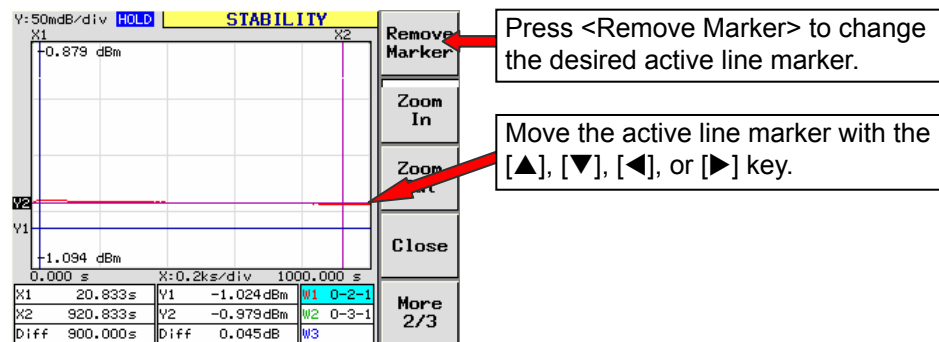 Y:50mdB/div HOLD STABILITY
X1 X2
-0.879 dBm
Y2
Y1
-1.094 dBm
0.000 s X:0.2ks/div 1000.000 s
X1 20.833s Y1 -1.024dBm W1 0-2-1
X2 920.833s Y2 -0.979dBm W2 0-3-1
Diff 900.000s Diff 0.045dB W3
Remove
Marker
Zoom
In
Zoom
Close
More
2/3
Press <Remove Marker> to change
the desired active line marker.
Move the active line marker with the
[▲], [▼], [◀], or [▶] key.